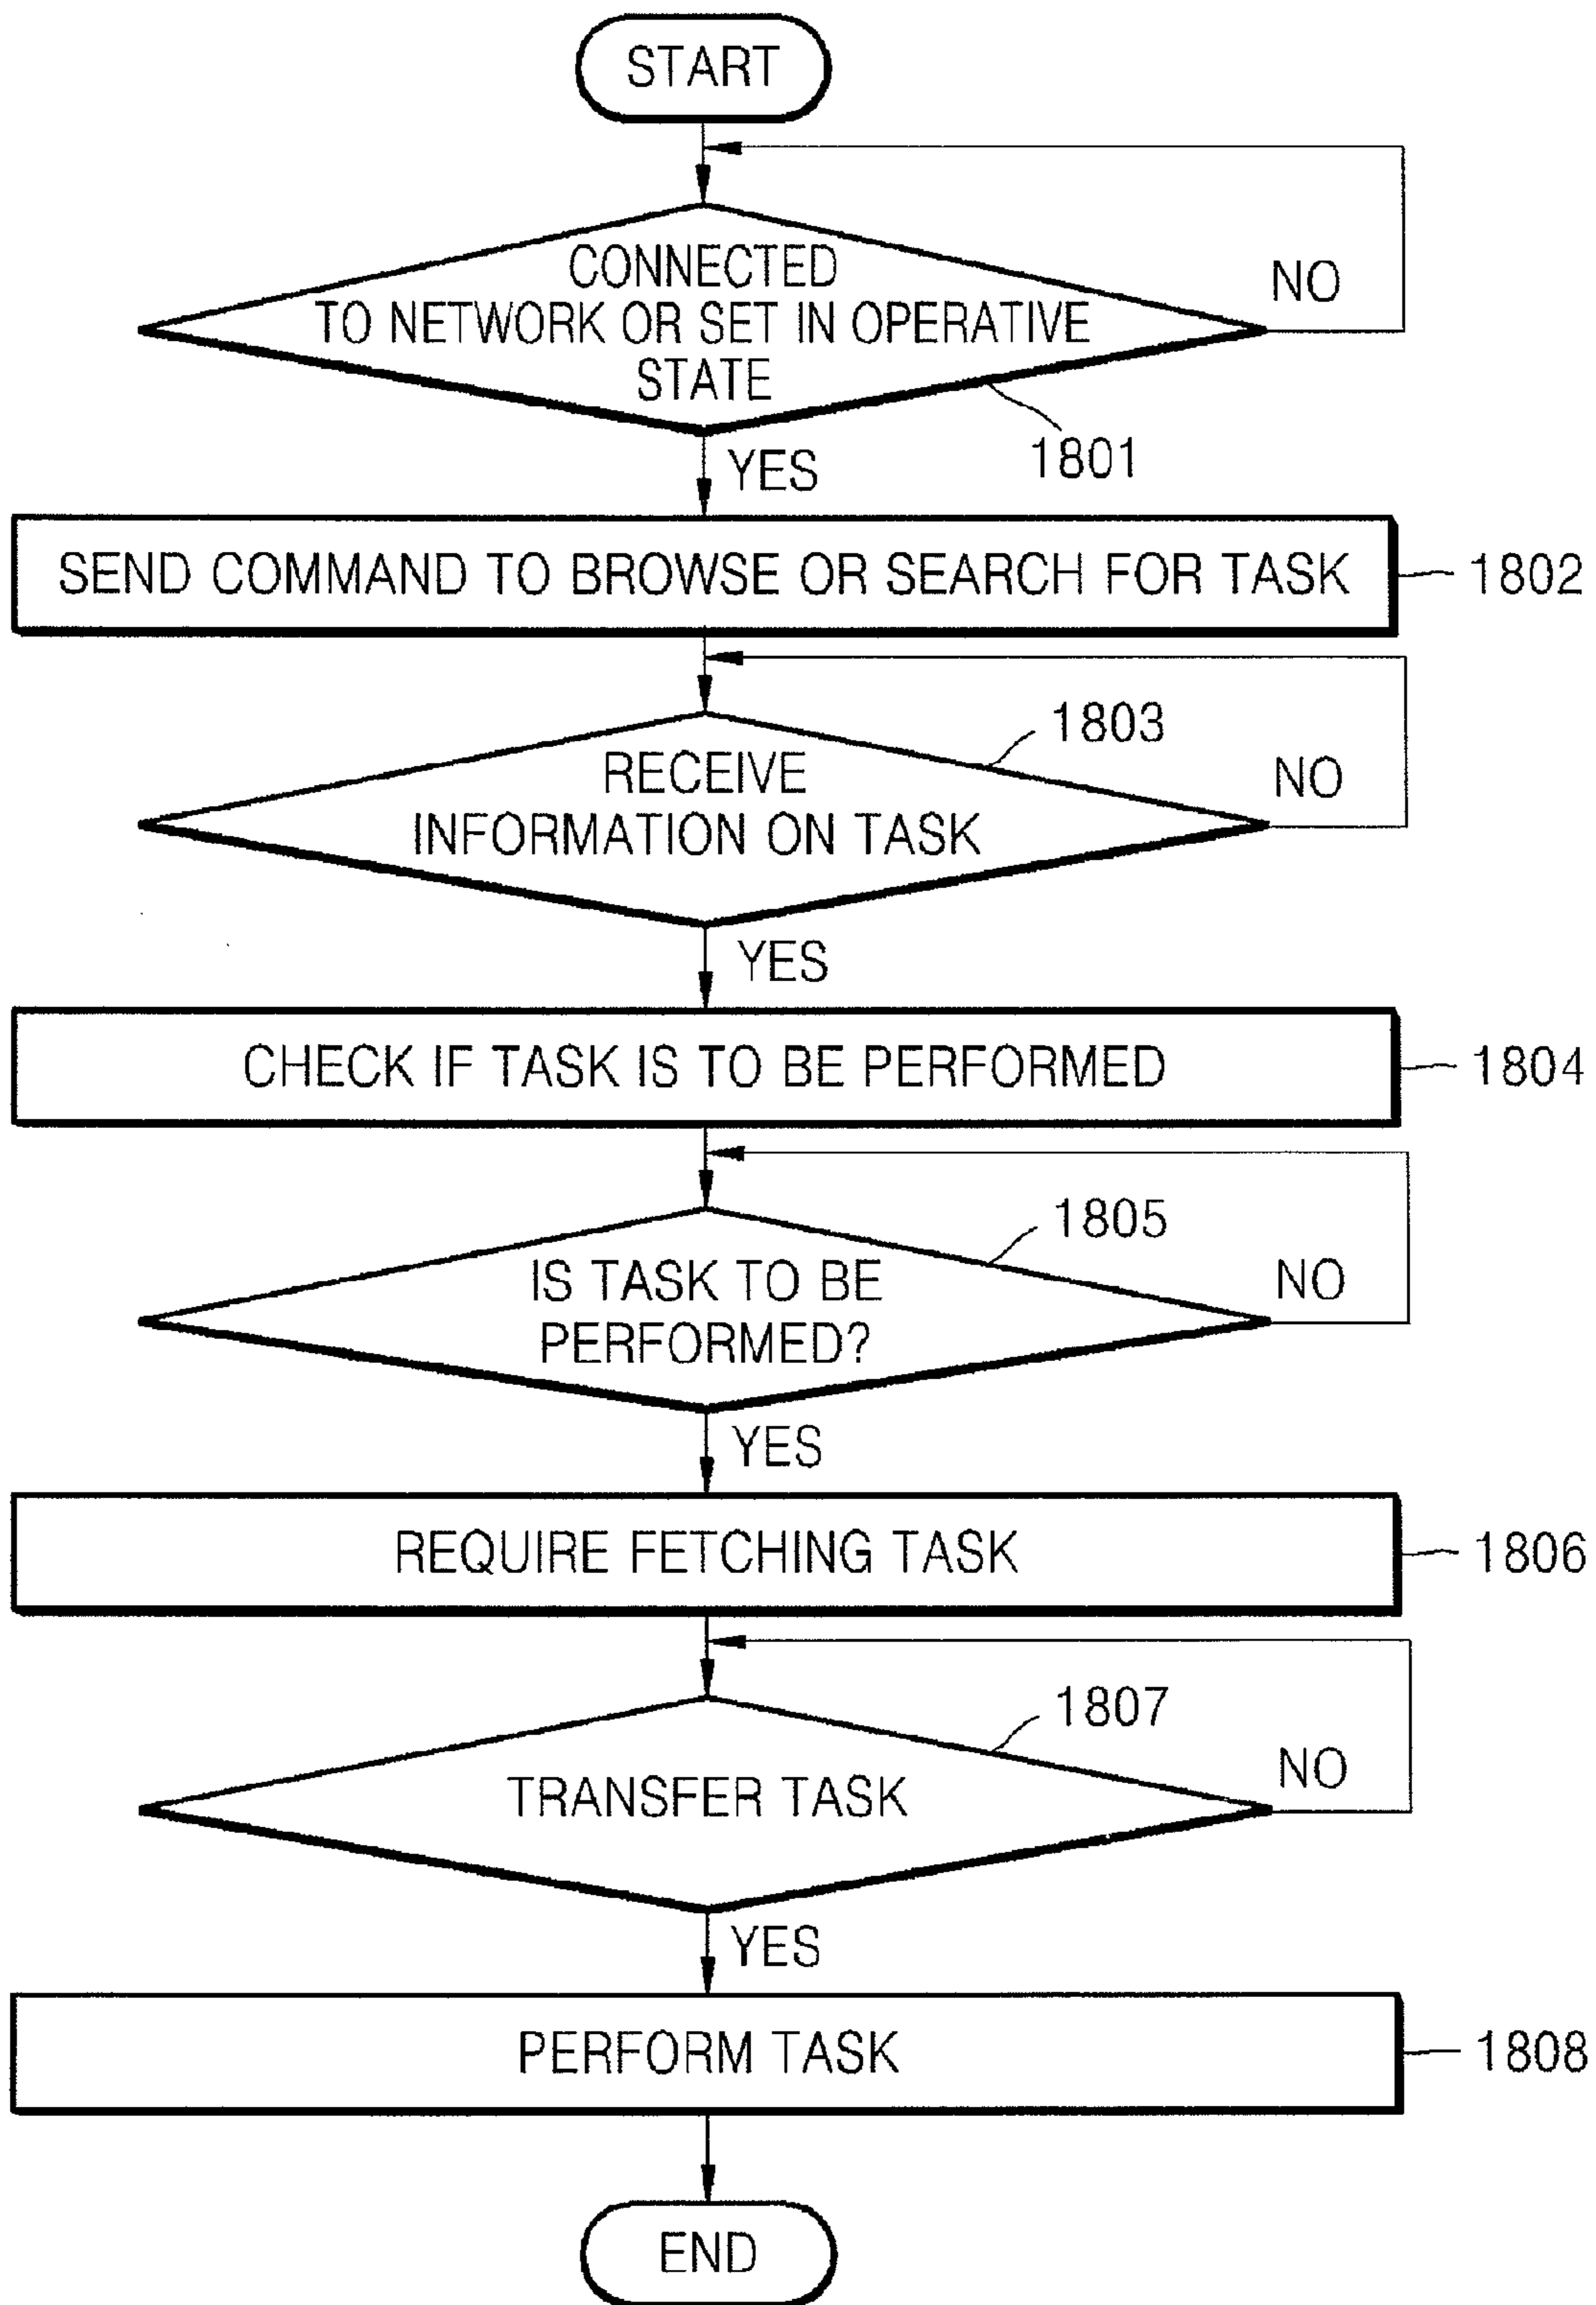 START
CONNECTED
TO NETWORK OR SET IN OPERATIVE
STATE
NO
1801
YES
SEND COMMAND TO BROWSE OR SEARCH FOR TASK
1802
1803
RECEIVE
INFORMATION ON TASK
NO
YES
CHECK IF TASK IS TO BE PERFORMED
1804
1805
IS TASK TO BE
PERFORMED?
NO
YES
REQUIRE FETCHING TASK
1806
1807
TRANSFER TASK
NO
YES
PERFORM TASK
1808
END